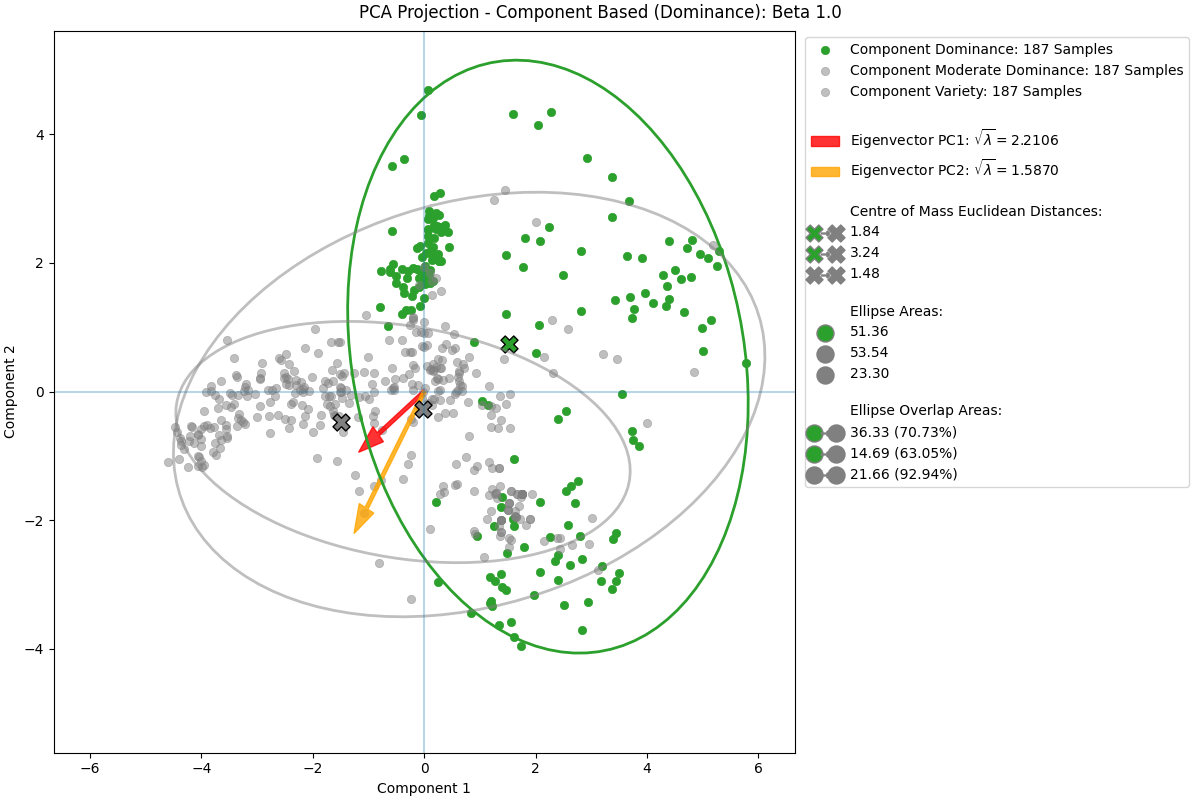 PCA Projection - Component Based (Dominance): Beta 1.0
Component 2
4
2
0
−2
−4
−6
−4
−2
0
2
4
6
Component 1
Component Dominance: 187 Samples
Component Moderate Dominance: 187 Samples
Component Variety: 187 Samples
Eigenvector PC1: √λ = 2.2106
Eigenvector PC2: √λ = 1.5870
Centre of Mass Euclidean Distances:
1.84
3.24
1.48
Ellipse Areas:
51.36
53.54
23.30
Ellipse Overlap Areas:
36.33 (70.73%)
14.69 (63.05%)
21.66 (92.94%)